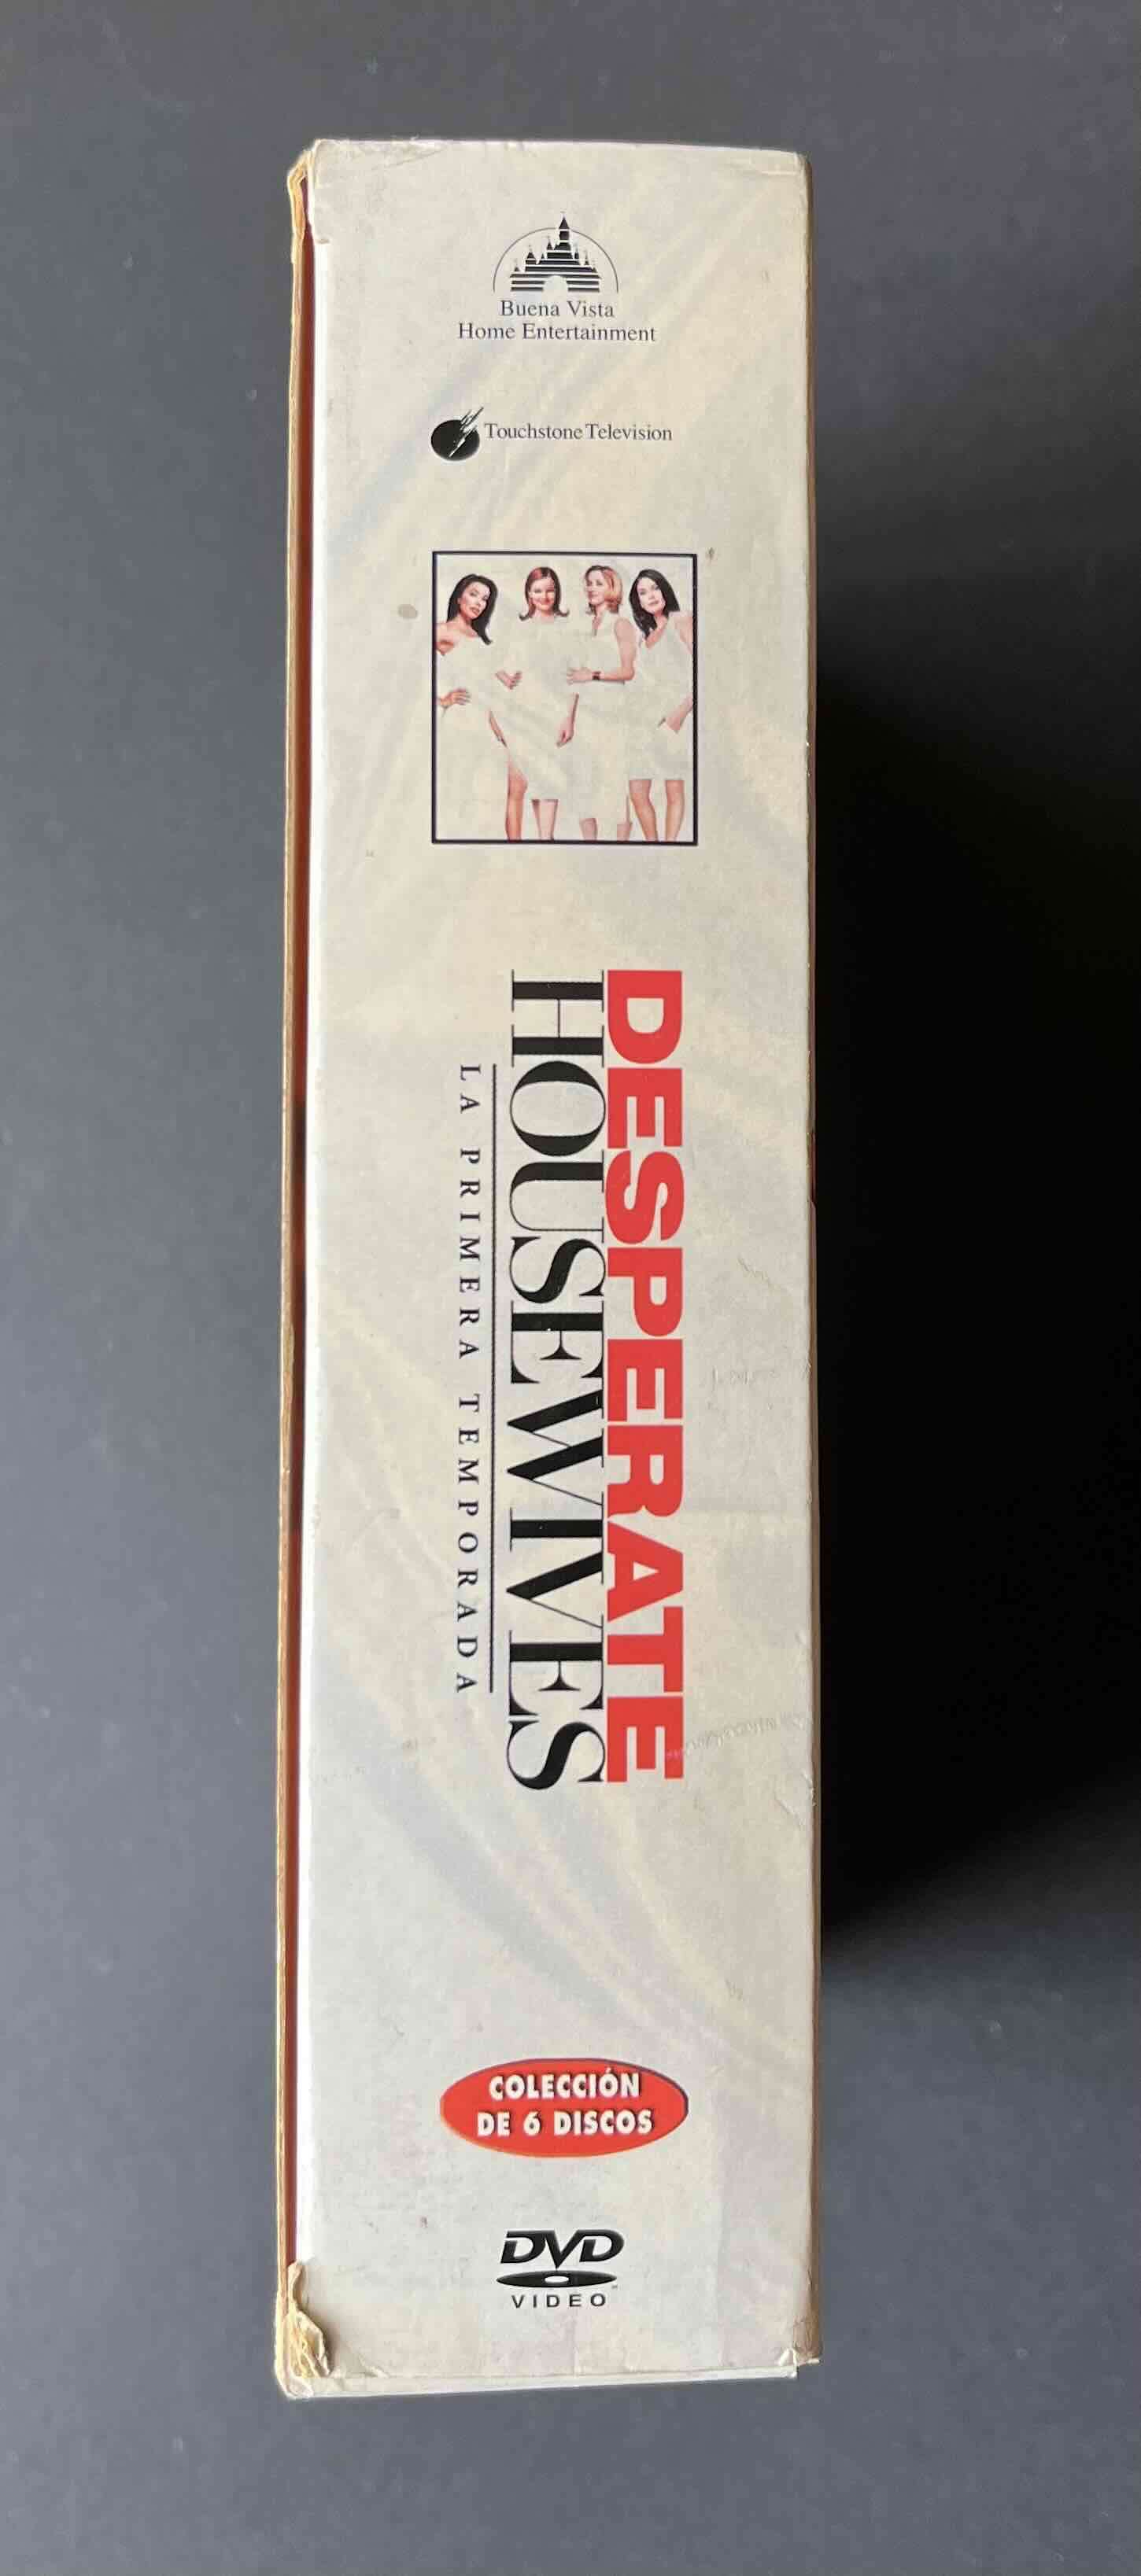 Buena Vista
Home Entertainment
Touchstone Television
DESPERATE
HOUSEWIVES
LA PRIMERA TEMPORADA
COLECCIÓN
DE 6 DISCOS
DVD
VIDEO